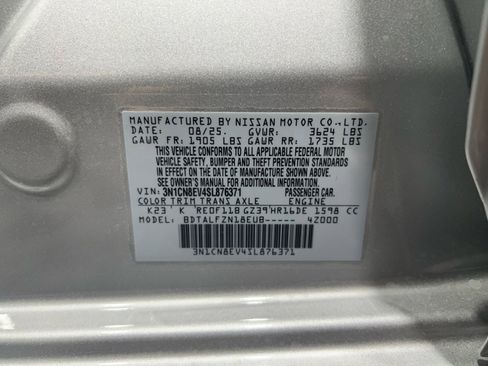 MANUFACTURED BY NISSAN MOTOR CO.,LTD.
DATE: 08/25. GVWR: 3624 LBS
GAWR FR: 1905 LBS GAWR RR: 1735 LBS
THIS VEHICLE CONFORMS TO ALL APPLICABLE FEDERAL MOTOR
VEHICLE SAFETY, BUMPER AND THEFT PREVENTION STANDARDS
IN EFFECT ON THE DATE OF MANUFACTURE SHOWN ABOVE.
SEE OWNER'S MANUAL FOR ADDITIONAL INFORMATION.
VIN: 3N1CN8EV4SL876371 PASSENGER CAR.
COLOR TRIM TRANS AXLE ENGINE
K23 K RE0F11B GZ39 HR16DE 1598 CC
MODEL: BDTALFZN18EUB----- 4Z000
3N1CN8EV4SL876371